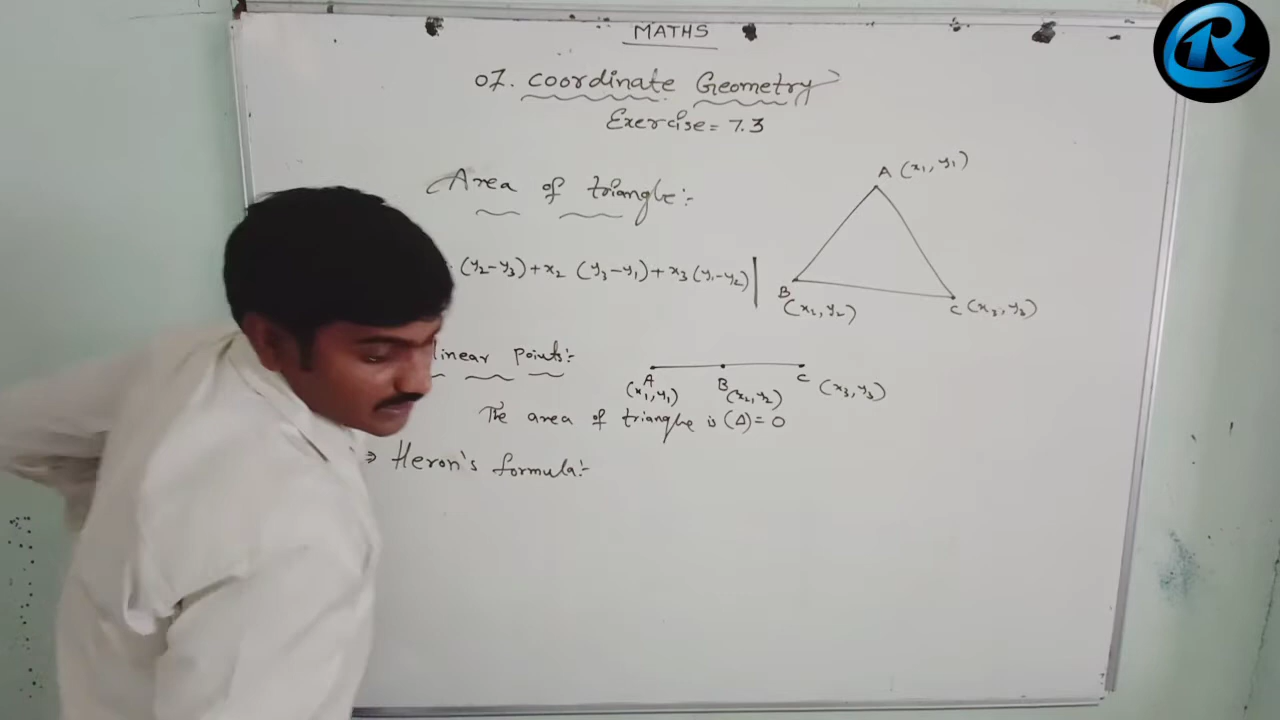 MATHS
07. Coordinate Geometry
Exercise = 7.3
Area of triangle:-
A (x₁, y₁)
(y₂-y₃)+x₂ (y₃-y₁)+x₃(y₁-y₂)|
B
(x₂, y₂)
C (x₃, y₃)
linear points:-
A B C
(x₁, y₁) (x₂, y₂) (x₃, y₃)
The area of triangle is (Δ) = 0
⇒ Heron's formula:-
R